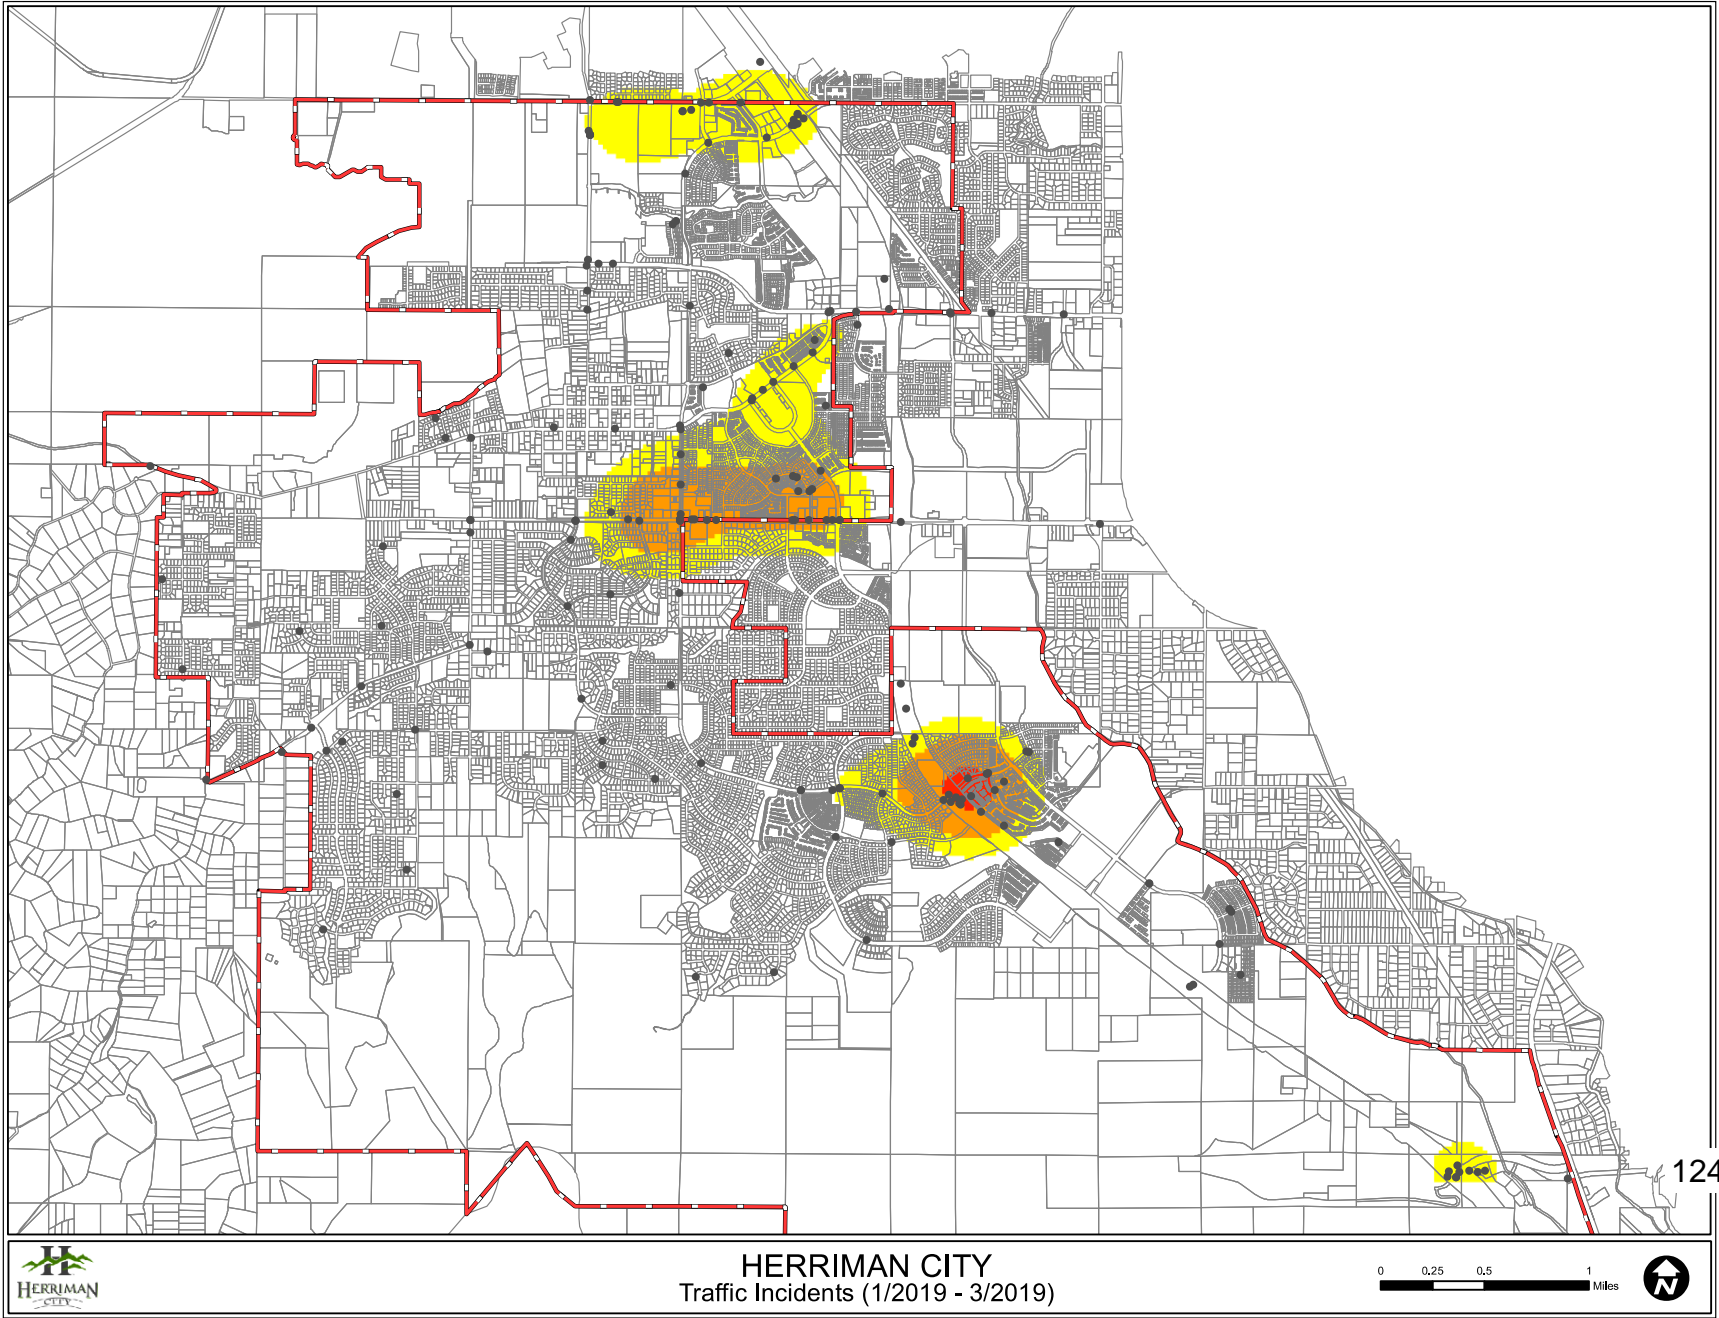 124
HERRIMAN
CITY
HERRIMAN CITY
Traffic Incidents (1/2019 - 3/2019)
0 0.25 0.5 1
Miles
N